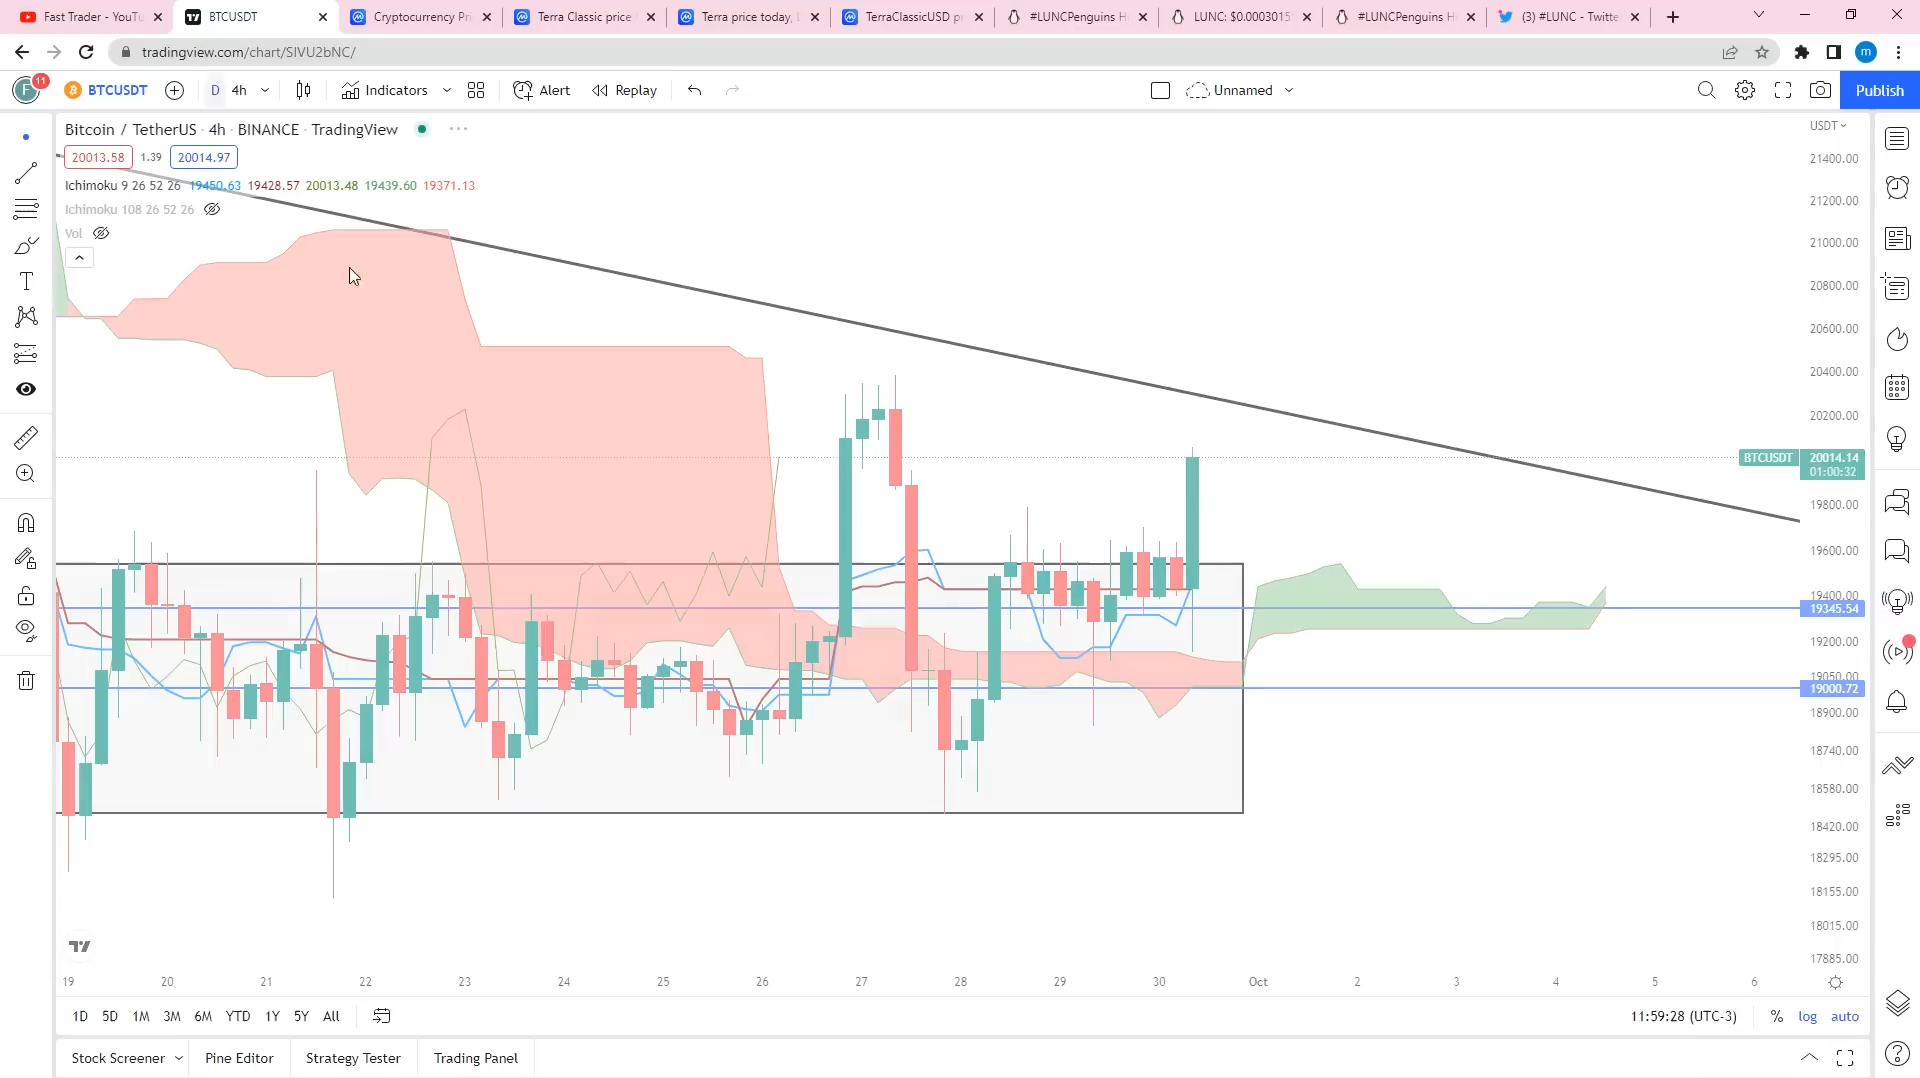 Fast Trader - YouTu
BTCUSDT
Cryptocurrency Pri
Terra Classic price
Terra price today,
TerraClassicUSD p
#LUNCPenguins H
LUNC: $0.0003015
#LUNCPenguins H
(3) #LUNC - Twitte
tradingview.com/chart/SIVU2bNC/
m
F 11
BTCUSDT D 4h Indicators Alert Replay Unnamed Publish
Bitcoin / TetherUS · 4h · BINANCE · TradingView
20013.58 1.39 20014.97
Ichimoku 9 26 52 26 19450.63 19428.57 20013.48 19439.60 19371.13
Ichimoku 108 26 52 26
Vol
USDT
21400.00
21200.00
21000.00
20800.00
20600.00
20400.00
20200.00
BTCUSDT 20014.14
01:00:32
19800.00
19600.00
19400.00
19345.54
19200.00
19050.00
19000.72
18900.00
18740.00
18580.00
18420.00
18295.00
18155.00
18015.00
17885.00
19 20 21 22 23 24 25 26 27 28 29 30 Oct 2 3 4 5 6
1D 5D 1M 3M 6M YTD 1Y 5Y All 11:59:28 (UTC-3) % log auto
Stock Screener Pine Editor Strategy Tester Trading Panel